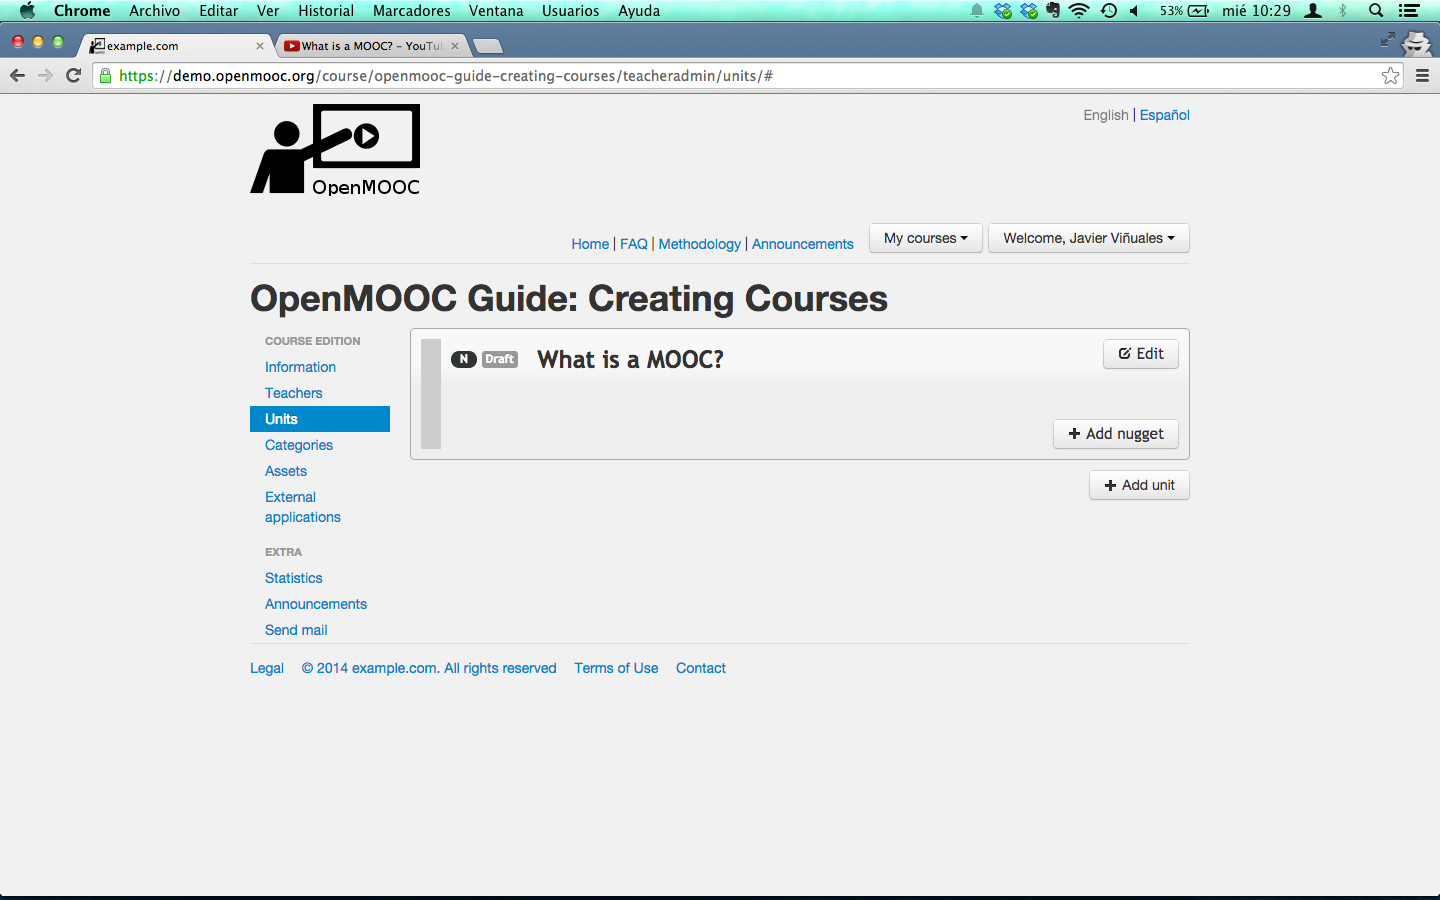 Chrome Archivo Editar Ver Historial Marcadores Ventana Usuarios Ayuda 53% mié 10:29
example.com What is a MOOC? – YouTub
https://demo.openmooc.org/course/openmooc-guide-creating-courses/teacheradmin/units/#
English | Español
OpenMOOC
Home | FAQ | Methodology | Announcements My courses Welcome, Javier Viñuales
OpenMOOC Guide: Creating Courses
COURSE EDITION
Information
Teachers
Units
Categories
Assets
External
applications
EXTRA
Statistics
Announcements
Send mail
N Draft What is a MOOC? Edit
Add nugget
Add unit
Legal © 2014 example.com. All rights reserved Terms of Use Contact